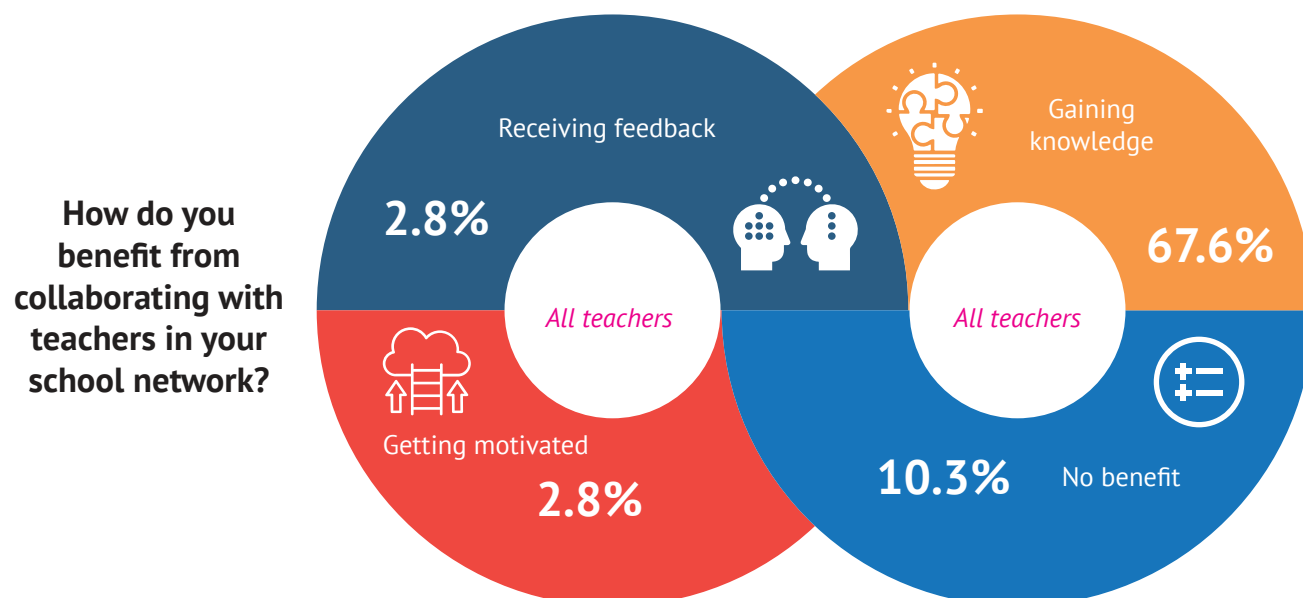 How do you
benefit from
collaborating with
teachers in your
school network?
Receiving feedback
2.8%
All teachers
Getting motivated
2.8%
Gaining
knowledge
67.6%
All teachers
10.3%
No benefit